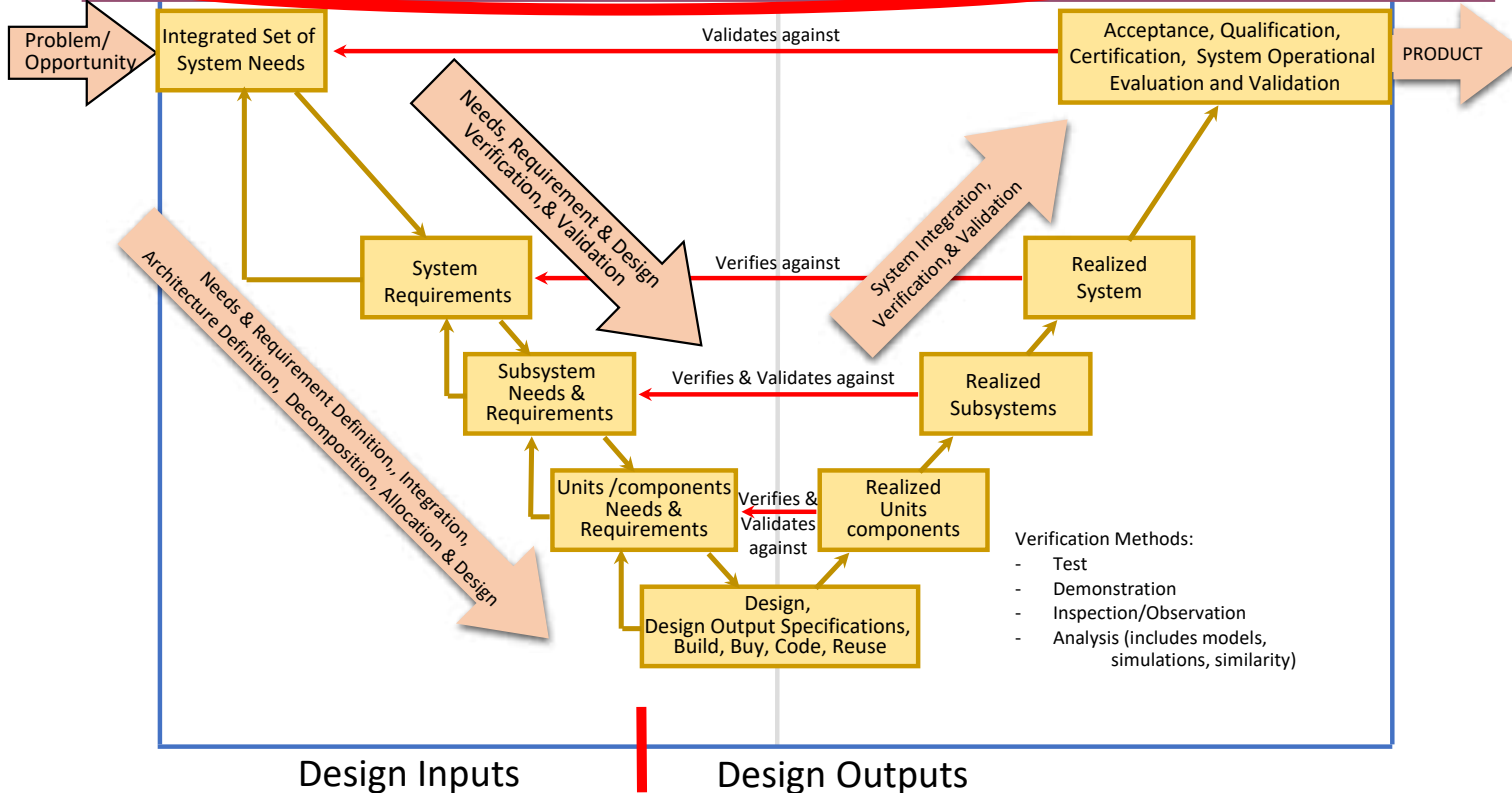 Problem/
Opportunity
Integrated Set of
System Needs
Validates against
Acceptance, Qualification,
Certification,  System Operational
Evaluation and Validation
PRODUCT
Needs, Requirement & Design
Verification,& Validation
System Integration,
Verification,& Validation
Needs & Requirement Definition,, Integration,
Architecture Definition, Decomposition, Allocation & Design
System
Requirements
Verifies against
Realized
System
Subsystem
Needs &
Requirements
Verifies & Validates against
Realized
Subsystems
Units /components
Needs &
Requirements
Verifies &
Validates
against
Realized
Units
components
Design,
Design Output Specifications,
Build, Buy, Code, Reuse
Verification Methods:
- Test
- Demonstration
- Inspection/Observation
- Analysis (includes models,
simulations, similarity)
Design Inputs
Design Outputs